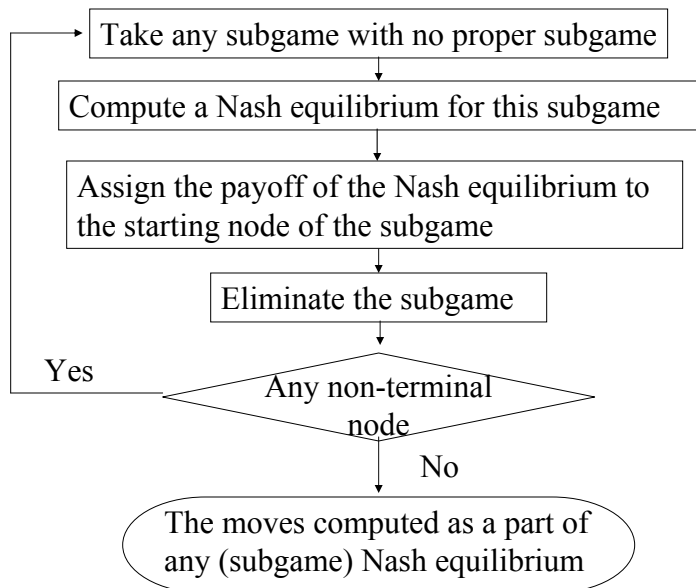 Take any subgame with no proper subgame
Compute a Nash equilibrium for this subgame
Assign the payoff of the Nash equilibrium to
the starting node of the subgame
Eliminate the subgame
Yes
Any non-terminal
node
No
The moves computed as a part of
any (subgame) Nash equilibrium